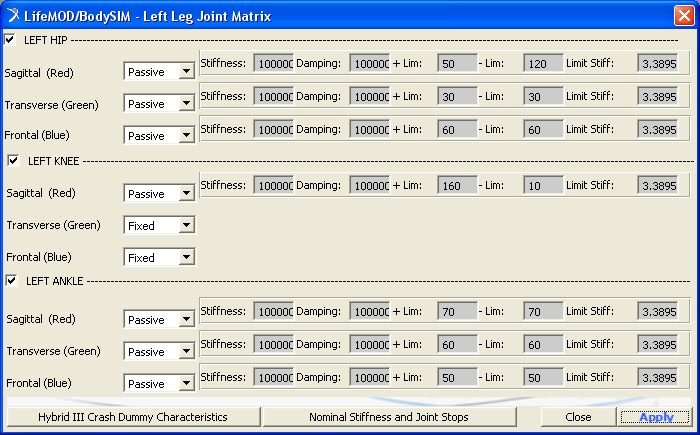 LifeMOD/BodySIM - Left Leg Joint Matrix
LEFT HIP
Sagittal (Red) Passive Stiffness: 100000 Damping: 100000 + Lim: 50 - Lim: 120 Limit Stiff: 3.3895
Transverse (Green) Passive Stiffness: 100000 Damping: 100000 + Lim: 30 - Lim: 30 Limit Stiff: 3.3895
Frontal (Blue) Passive Stiffness: 100000 Damping: 100000 + Lim: 60 - Lim: 60 Limit Stiff: 3.3895
LEFT KNEE
Sagittal (Red) Passive Stiffness: 100000 Damping: 100000 + Lim: 160 - Lim: 10 Limit Stiff: 3.3895
Transverse (Green) Fixed
Frontal (Blue) Fixed
LEFT ANKLE
Sagittal (Red) Passive Stiffness: 100000 Damping: 100000 + Lim: 70 - Lim: 70 Limit Stiff: 3.3895
Transverse (Green) Passive Stiffness: 100000 Damping: 100000 + Lim: 60 - Lim: 60 Limit Stiff: 3.3895
Frontal (Blue) Passive Stiffness: 100000 Damping: 100000 + Lim: 50 - Lim: 50 Limit Stiff: 3.3895
Hybrid III Crash Dummy Characteristics Nominal Stiffness and Joint Stops Close Apply